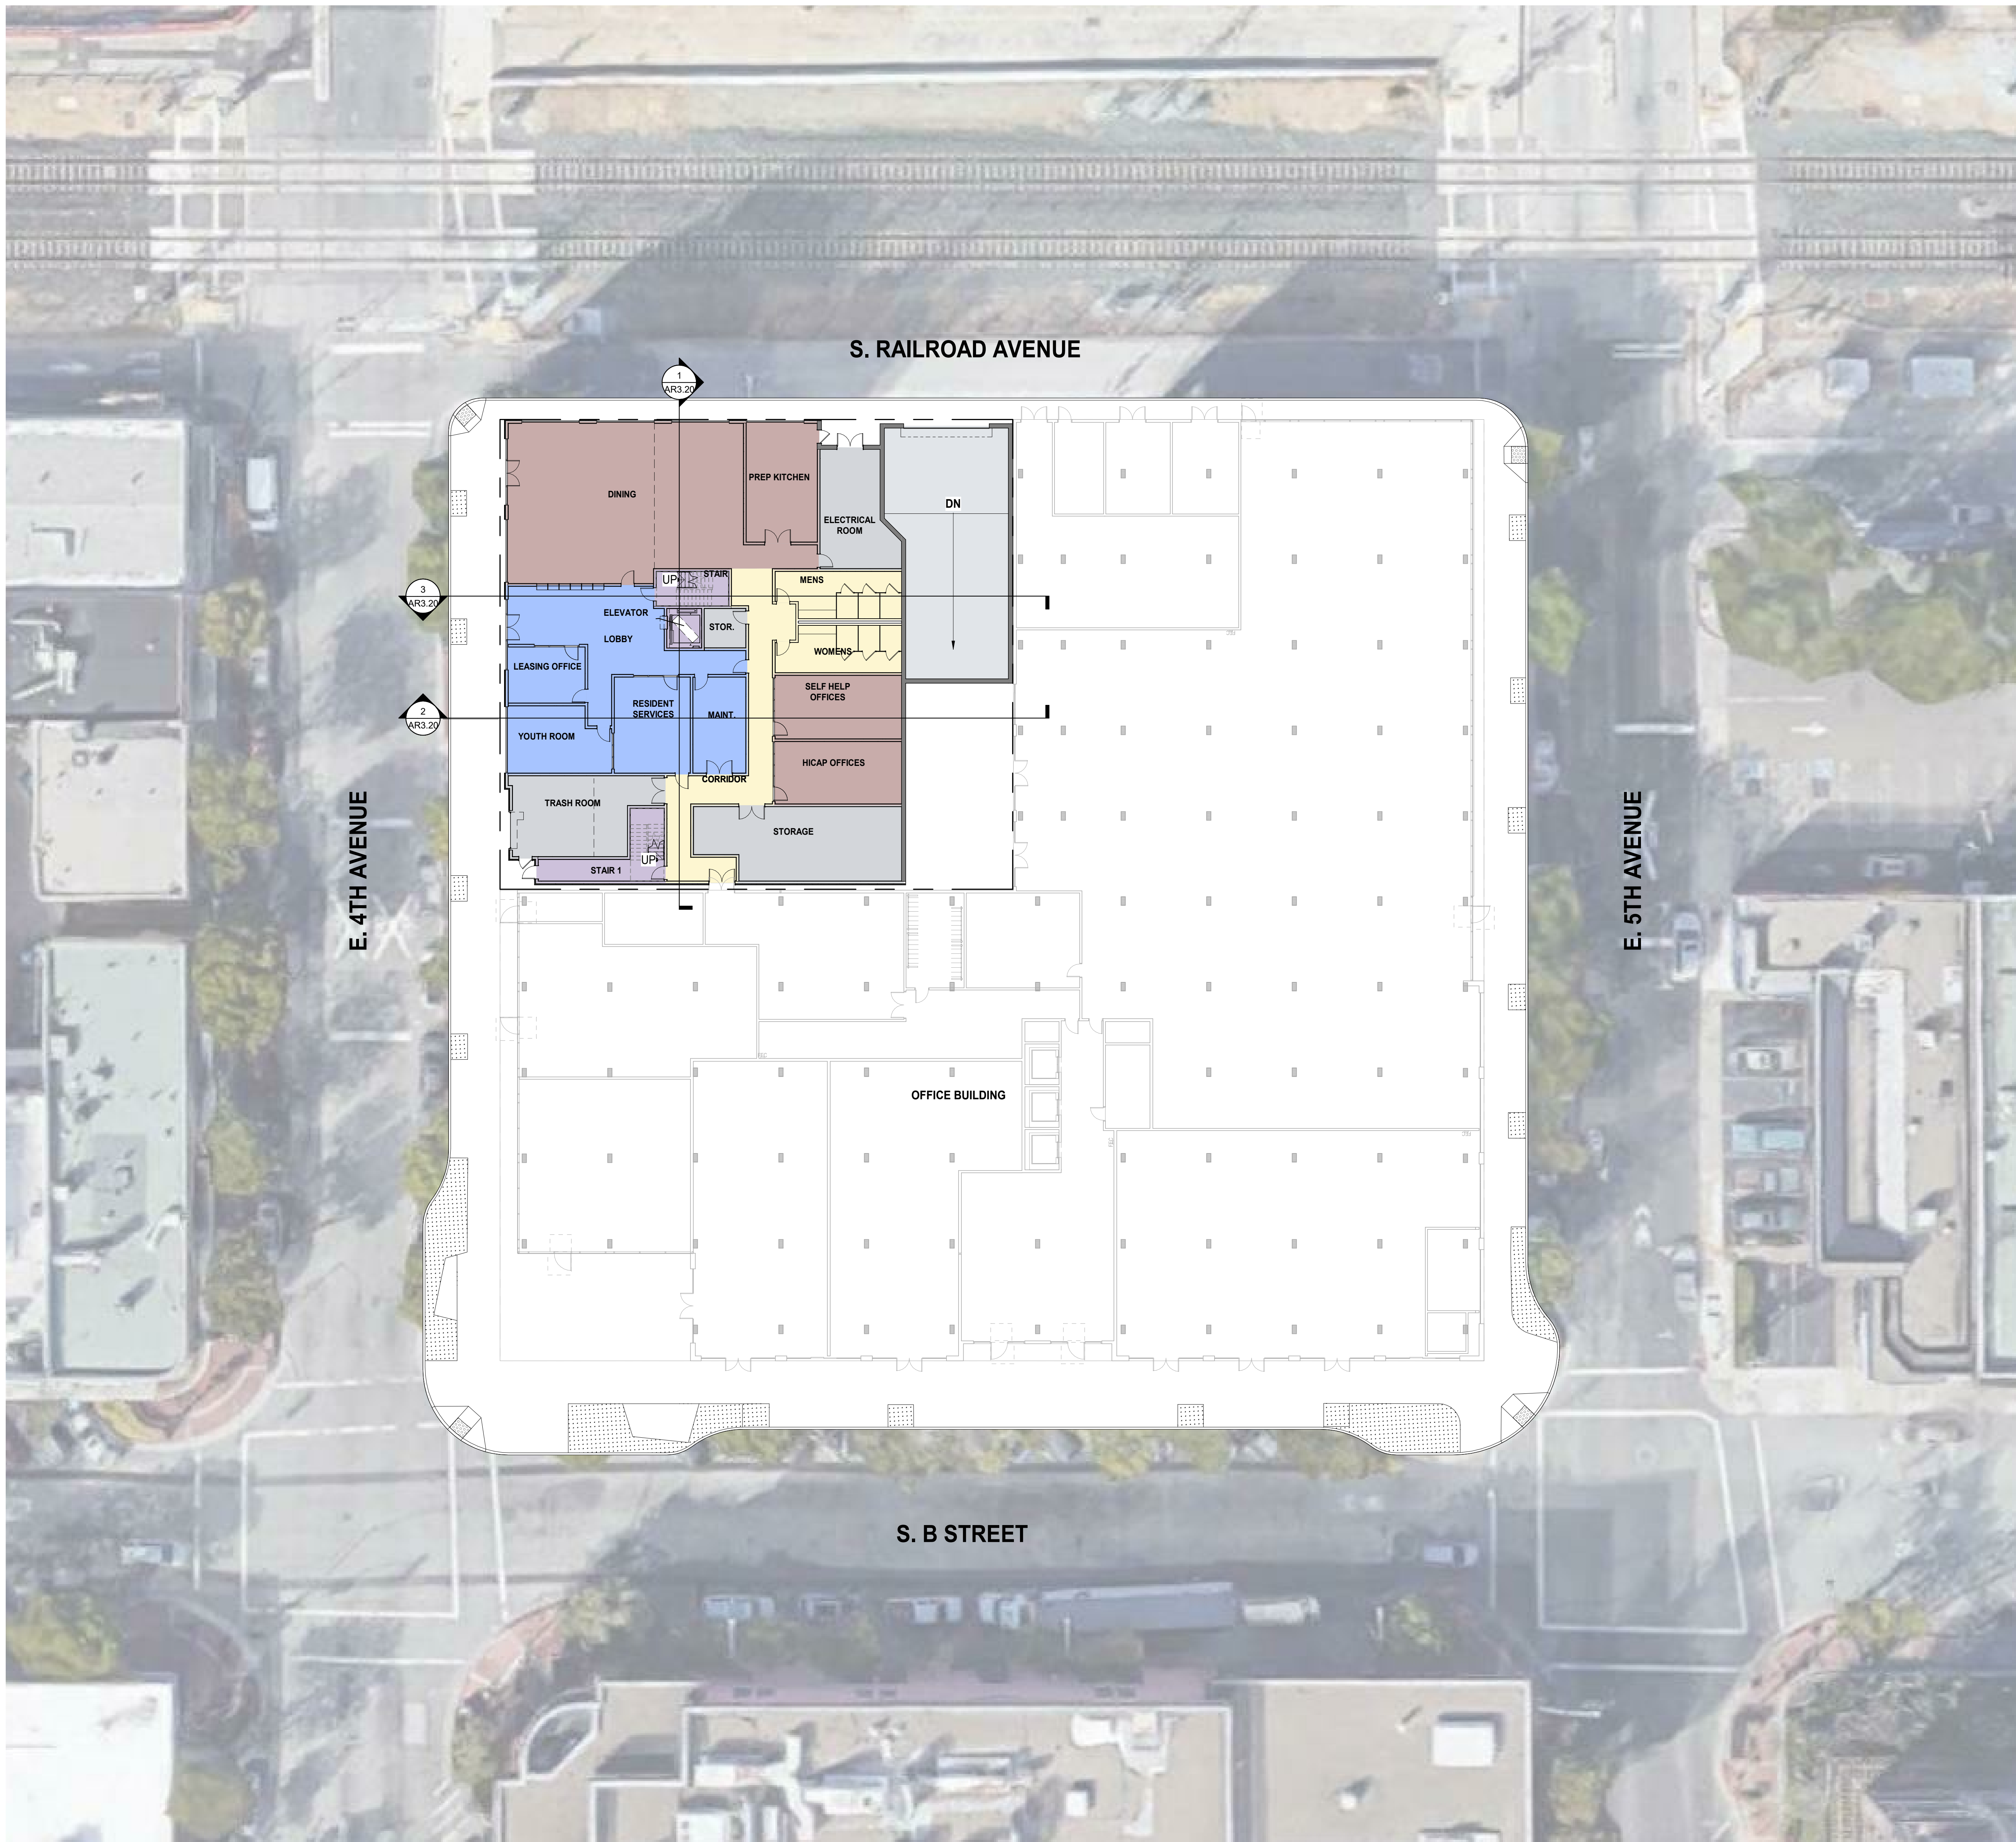 S. RAILROAD AVENUE
1
AR3.20
DINING
PREP KITCHEN
ELECTRICAL
ROOM
DN
UP
STAIR
MENS
3
AR3.20
ELEVATOR
LOBBY
STOR.
WOMENS
LEASING OFFICE
SELF HELP
OFFICES
RESIDENT
SERVICES
MAINT.
2
AR3.20
YOUTH ROOM
HICAP OFFICES
CORRIDOR
TRASH ROOM
STORAGE
UP
STAIR 1
E. 4TH AVENUE
E. 5TH AVENUE
OFFICE BUILDING
S. B STREET